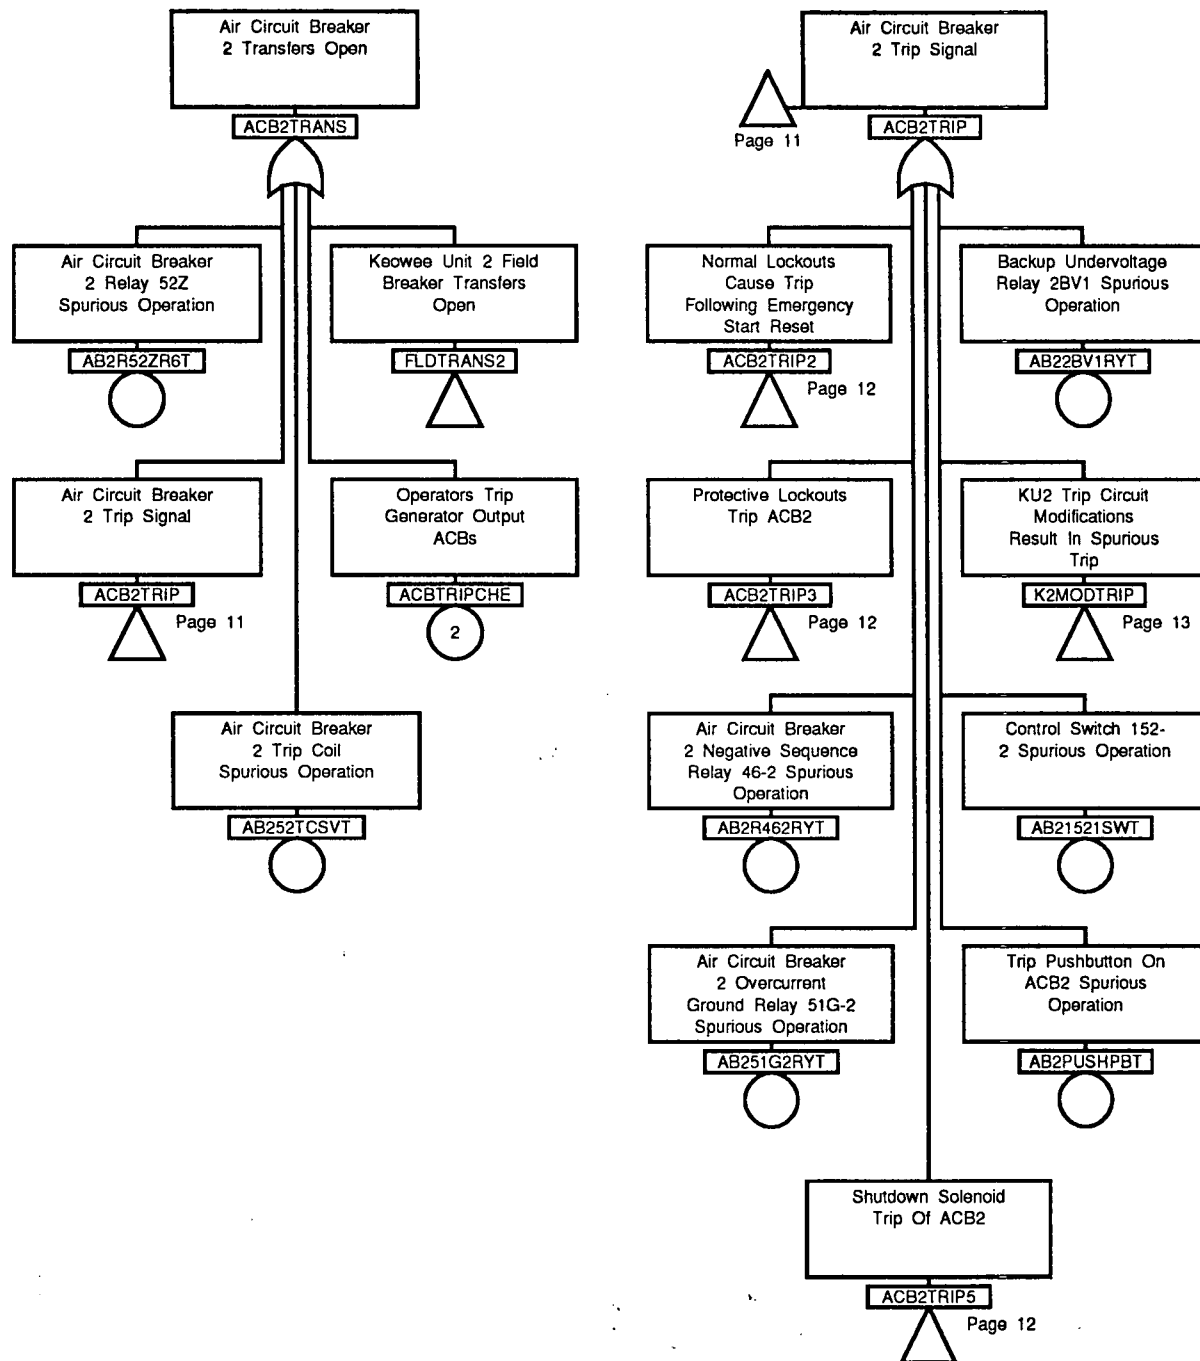 Air Circuit Breaker
2 Transfers Open
ACB2TRANS
Air Circuit Breaker
2 Relay 52Z
Spurious Operation
AB2R52ZR6T
Keowee Unit 2 Field
Breaker Transfers
Open
FLDTRANS2
Air Circuit Breaker
2 Trip Signal
ACB2TRIP
Page 11
Operators Trip
Generator Output
ACBs
ACBTRIPCHE
2
Air Circuit Breaker
2 Trip Coil
Spurious Operation
AB252TCSVT
Air Circuit Breaker
2 Trip Signal
Page 11
ACB2TRIP
Normal Lockouts
Cause Trip
Following Emergency
Start Reset
ACB2TRIP2
Page 12
Backup Undervoltage
Relay 2BV1 Spurious
Operation
AB22BV1RYT
Protective Lockouts
Trip ACB2
ACB2TRIP3
Page 12
KU2 Trip Circuit
Modifications
Result In Spurious
Trip
K2MODTRIP
Page 13
Air Circuit Breaker
2 Negative Sequence
Relay 46-2 Spurious
Operation
AB2R462RYT
Control Switch 152-
2 Spurious Operation
AB21521SWT
Air Circuit Breaker
2 Overcurrent
Ground Relay 51G-2
Spurious Operation
AB251G2RYT
Trip Pushbutton On
ACB2 Spurious
Operation
AB2PUSHPBT
Shutdown Solenoid
Trip Of ACB2
ACB2TRIP5
Page 12